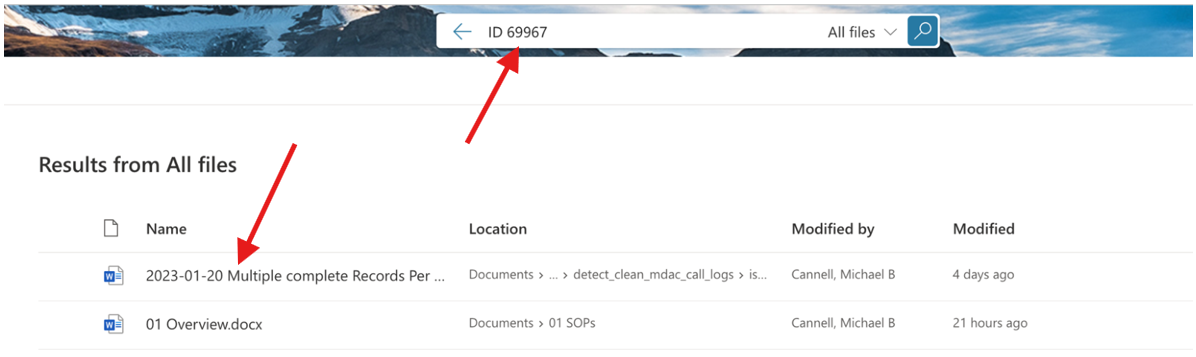 ID 69967 All files
Results from All files
Name Location Modified by Modified
2023-01-20 Multiple complete Records Per ... Documents > ... > detect_clean_mdac_call_logs > is... Cannell, Michael B 4 days ago
01 Overview.docx Documents > 01 SOPs Cannell, Michael B 21 hours ago